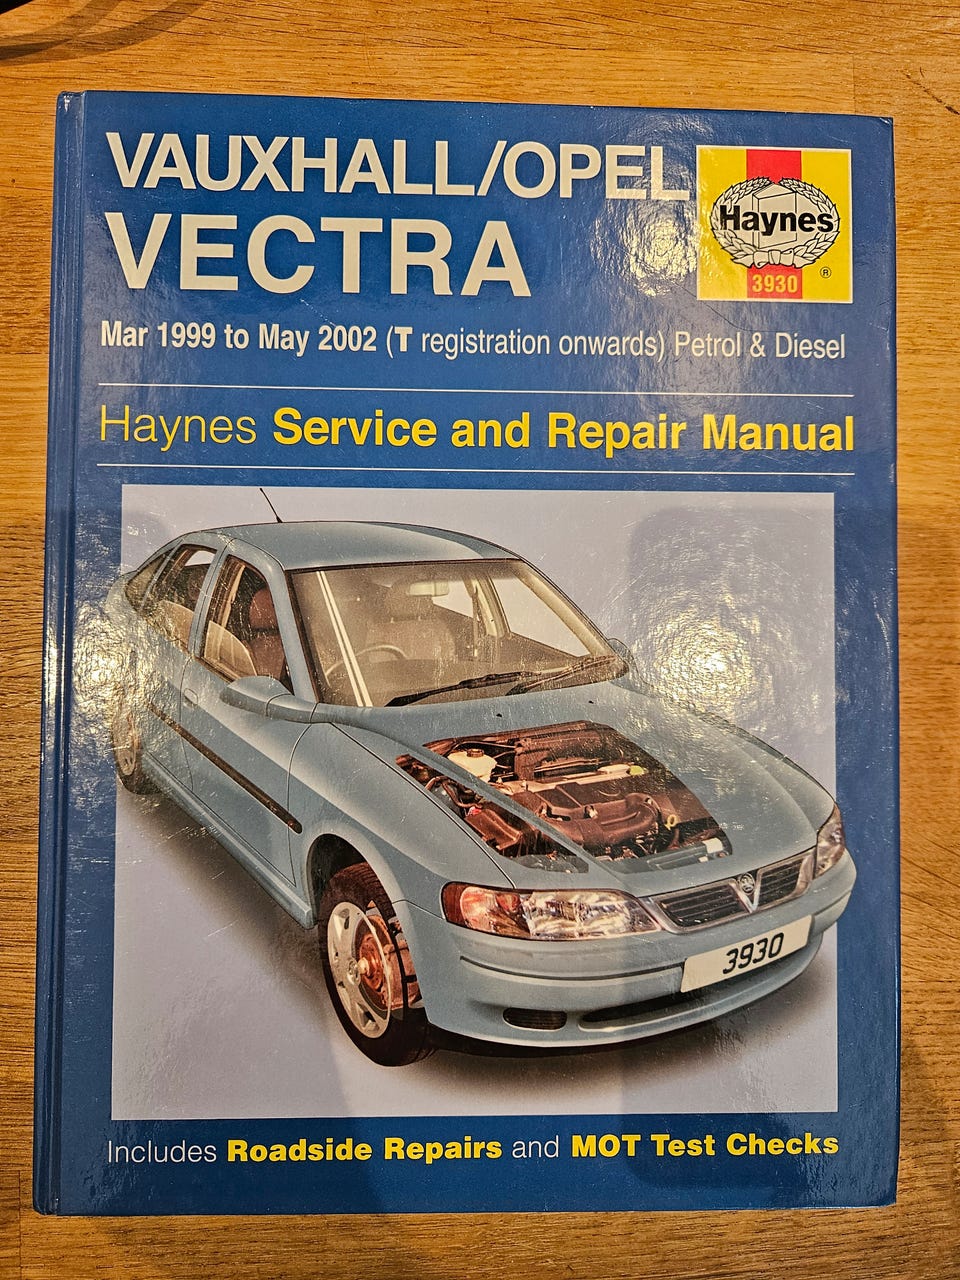 VAUXHALL/OPEL
VECTRA
Haynes
®
3930
Mar 1999 to May 2002 (T registration onwards) Petrol & Diesel
Haynes Service and Repair Manual
3930
Includes Roadside Repairs and MOT Test Checks